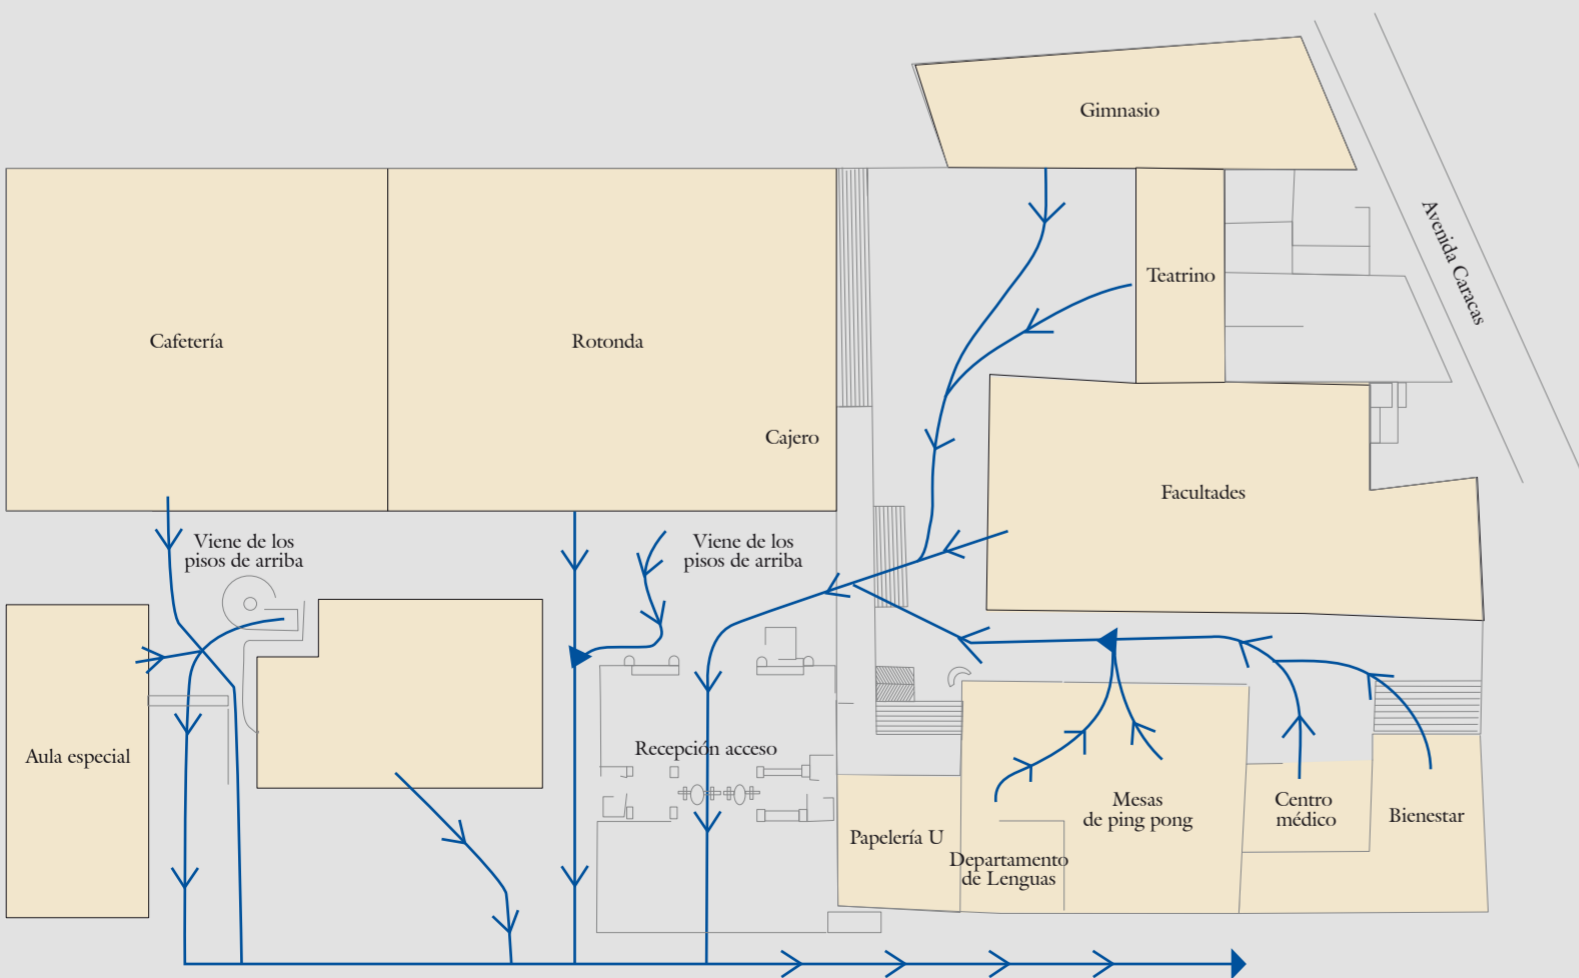 Gimnasio
Avenida Caracas
Teatrino
Cafetería
Rotonda
Cajero
Facultades
Viene de los
pisos de arriba
Viene de los
pisos de arriba
Aula especial
Recepción acceso
Papelería U
Departamento
de Lenguas
Mesas
de ping pong
Centro
médico
Bienestar